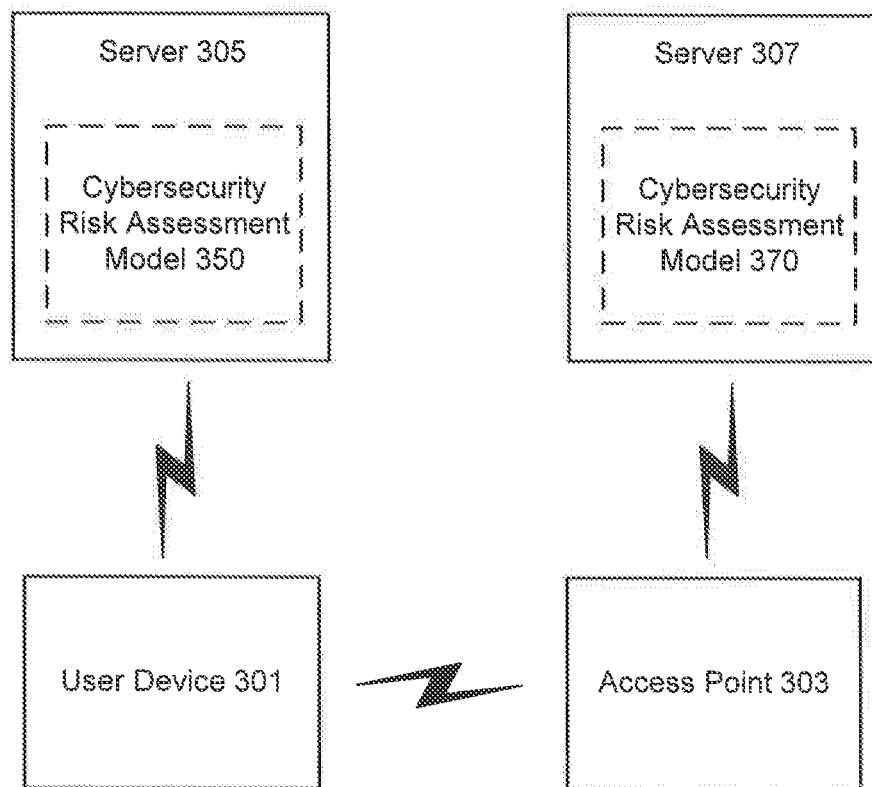 Server 305
Cybersecurity
Risk Assessment
Model 350
Server 307
Cybersecurity
Risk Assessment
Model 370
User Device 301
Access Point 303